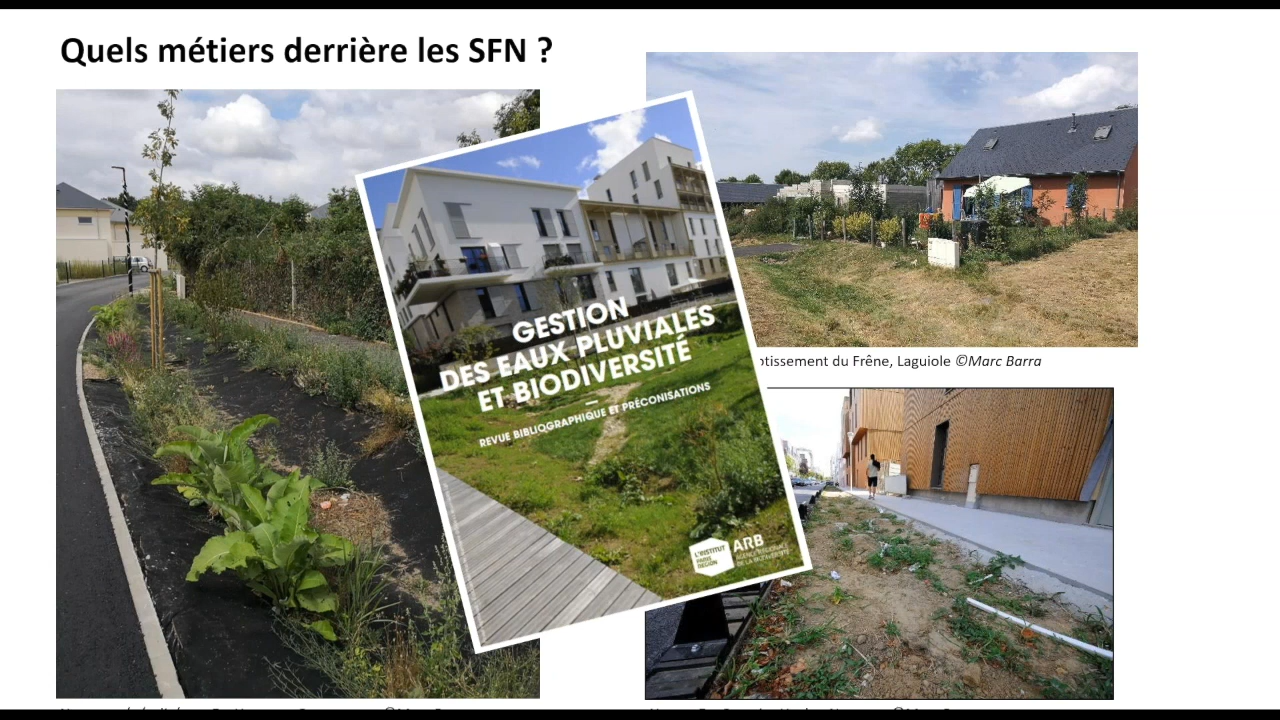 Quels métiers derrière les SFN ?
GESTION
DES EAUX PLUVIALES
ET BIODIVERSITÉ
REVUE BIBLIOGRAPHIQUE ET PRÉCONISATIONS
L'INSTITUT
PARIS
REGION
ARB
otissement du Frêne, Laguiole ©Marc Barra